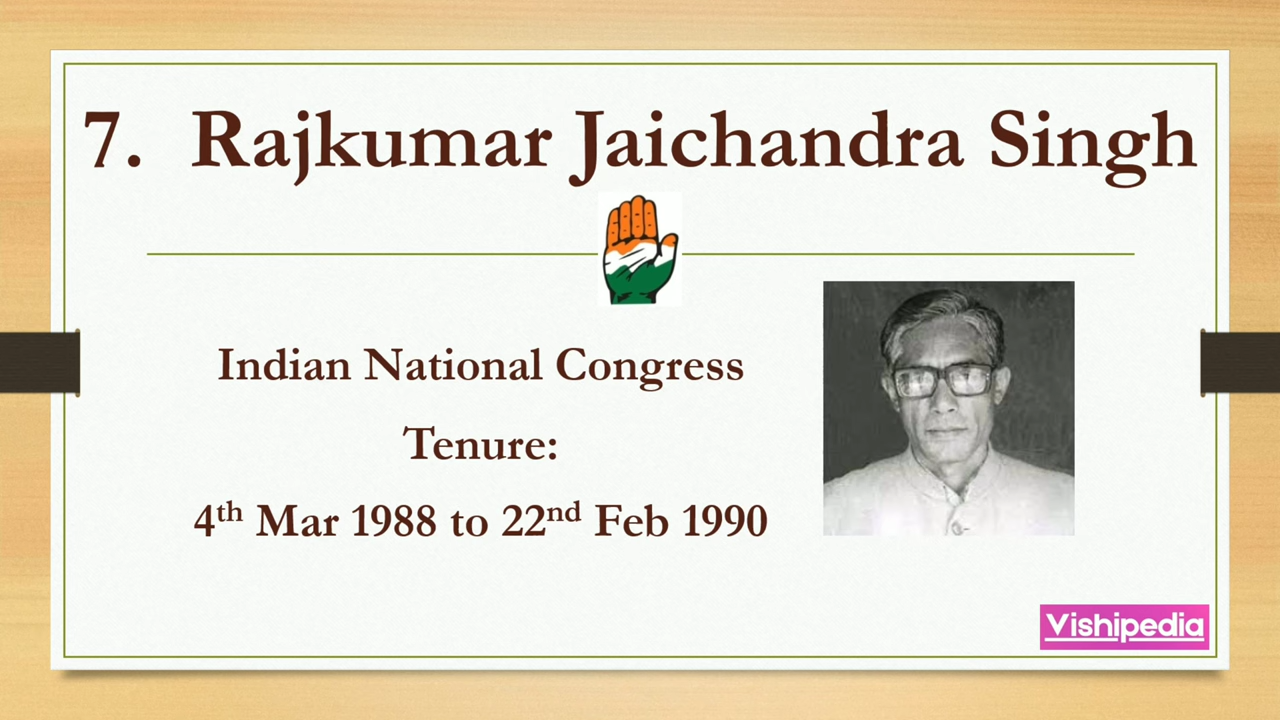 7. Rajkumar Jaichandra Singh
Indian National Congress
Tenure:
4th Mar 1988 to 22nd Feb 1990
Vishipedia